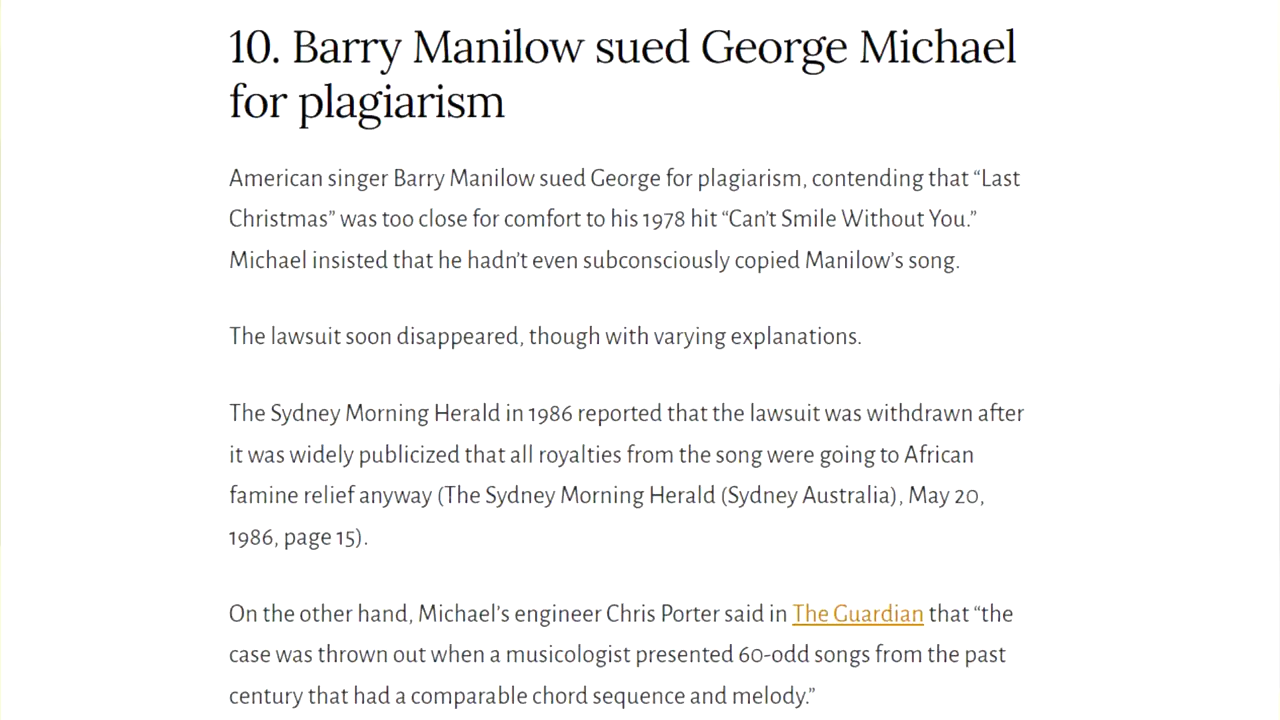 10. Barry Manilow sued George Michael
for plagiarism
American singer Barry Manilow sued George for plagiarism, contending that “Last
Christmas” was too close for comfort to his 1978 hit “Can’t Smile Without You.”
Michael insisted that he hadn’t even subconsciously copied Manilow’s song.
The lawsuit soon disappeared, though with varying explanations.
The Sydney Morning Herald in 1986 reported that the lawsuit was withdrawn after
it was widely publicized that all royalties from the song were going to African
famine relief anyway (The Sydney Morning Herald (Sydney Australia), May 20,
1986, page 15).
On the other hand, Michael’s engineer Chris Porter said in The Guardian that “the
case was thrown out when a musicologist presented 60-odd songs from the past
century that had a comparable chord sequence and melody.”